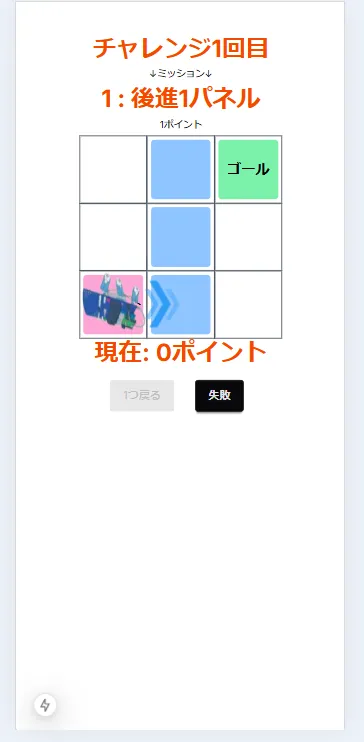 チャレンジ1回目
↓ミッション↓
1 : 後進1パネル
1ポイント
ゴール
現在: 0ポイント
1つ戻る
失敗